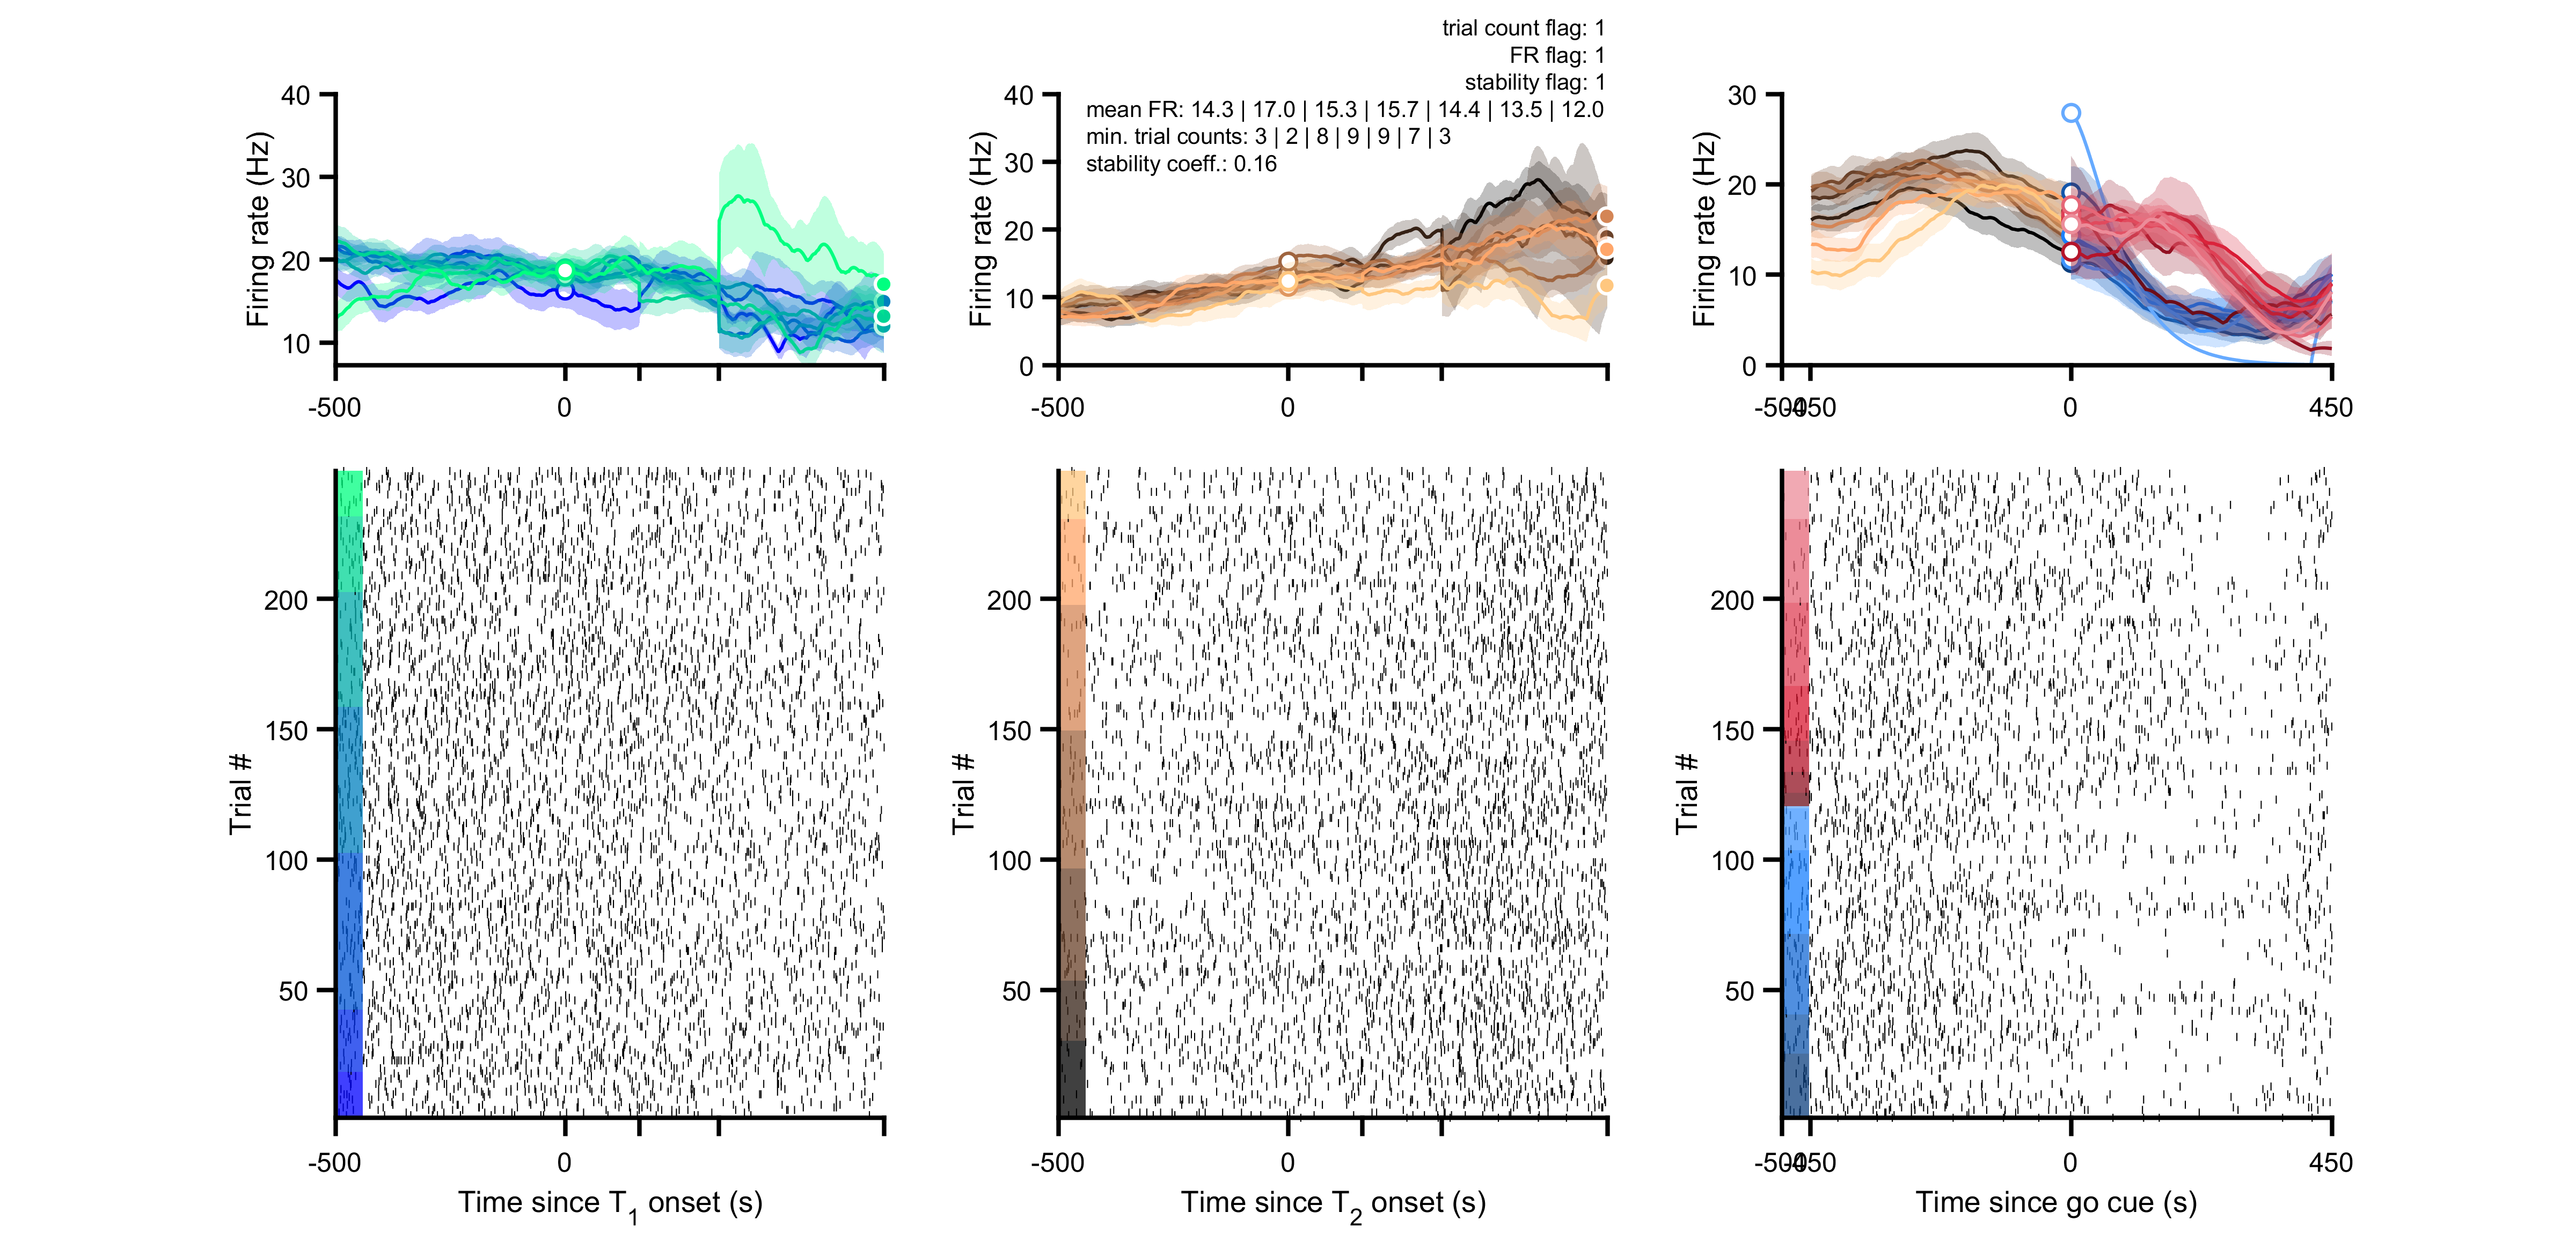 trial count flag: 1
FR flag: 1
stability flag: 1
mean FR: 14.3 | 17.0 | 15.3 | 15.7 | 14.4 | 13.5 | 12.0
min. trial counts: 3 | 2 | 8 | 9 | 9 | 7 | 3
stability coeff.: 0.16
Firing rate (Hz)
40
30
20
10
-500
0
Firing rate (Hz)
40
30
20
10
0
-500
0
Firing rate (Hz)
30
20
10
0
-500
-450
0
450
Trial #
200
150
100
50
-500
0
Time since T1 onset (s)
Trial #
200
150
100
50
-500
0
Time since T2 onset (s)
Trial #
200
150
100
50
-500
-450
0
450
Time since go cue (s)